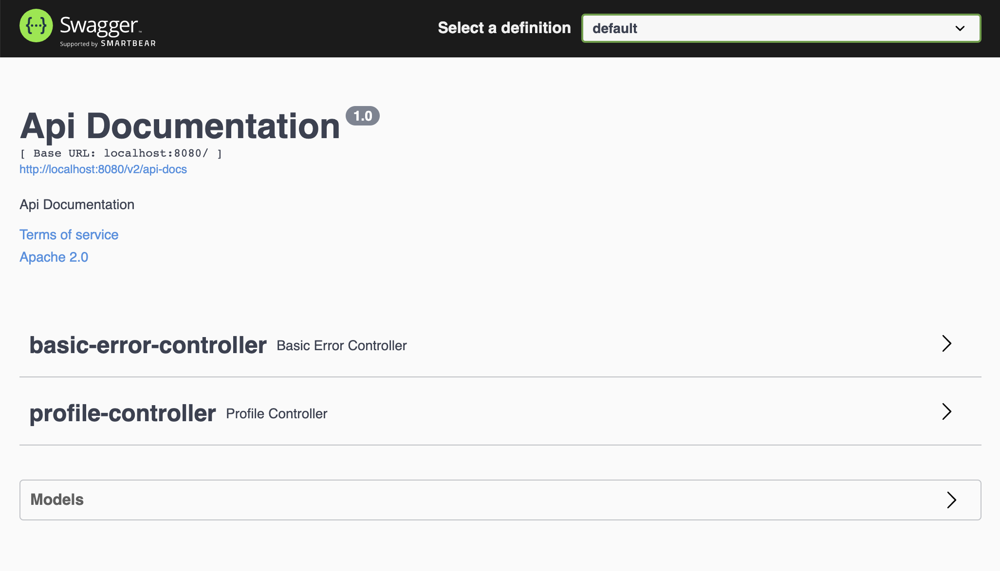 {...} Swagger™
Supported by SMARTBEAR
Select a definition
default
Api Documentation 1.0
[ Base URL: localhost:8080/ ]
http://localhost:8080/v2/api-docs
Api Documentation
Terms of service
Apache 2.0
basic-error-controller Basic Error Controller
profile-controller Profile Controller
Models